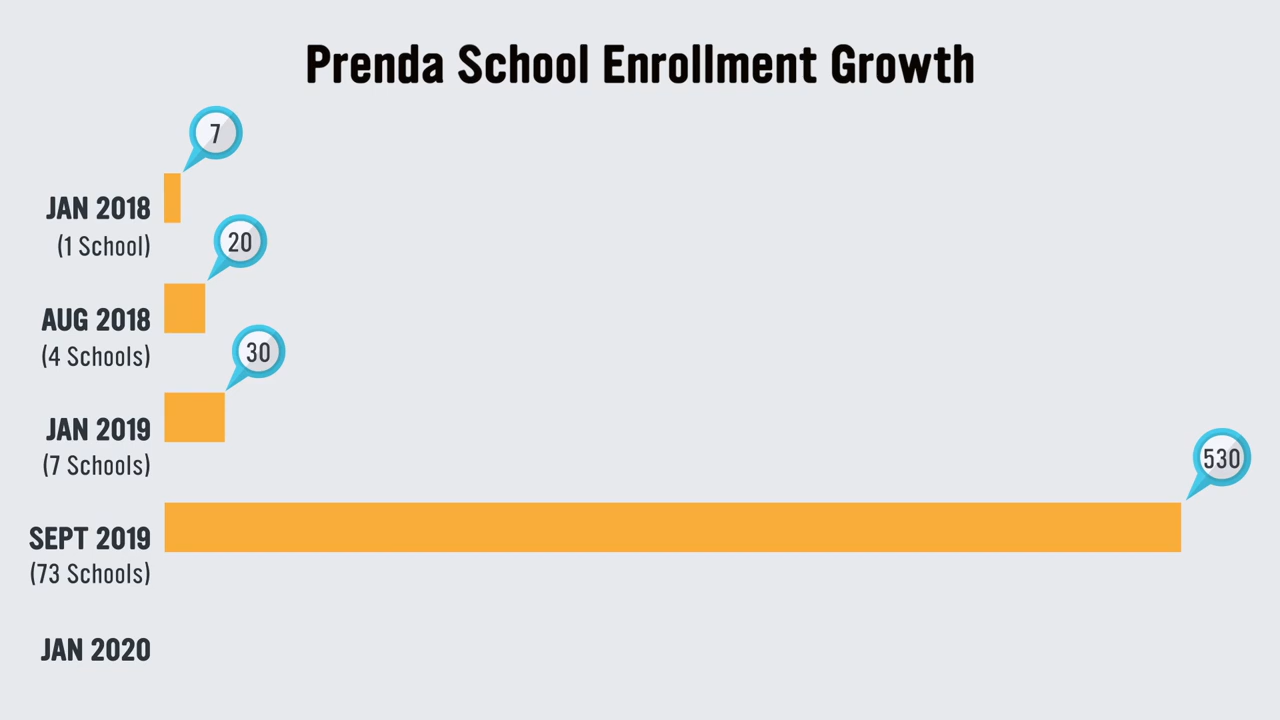 Prenda School Enrollment Growth
7
JAN 2018
(1 School)
20
AUG 2018
(4 Schools)
30
JAN 2019
(7 Schools)
530
SEPT 2019
(73 Schools)
JAN 2020